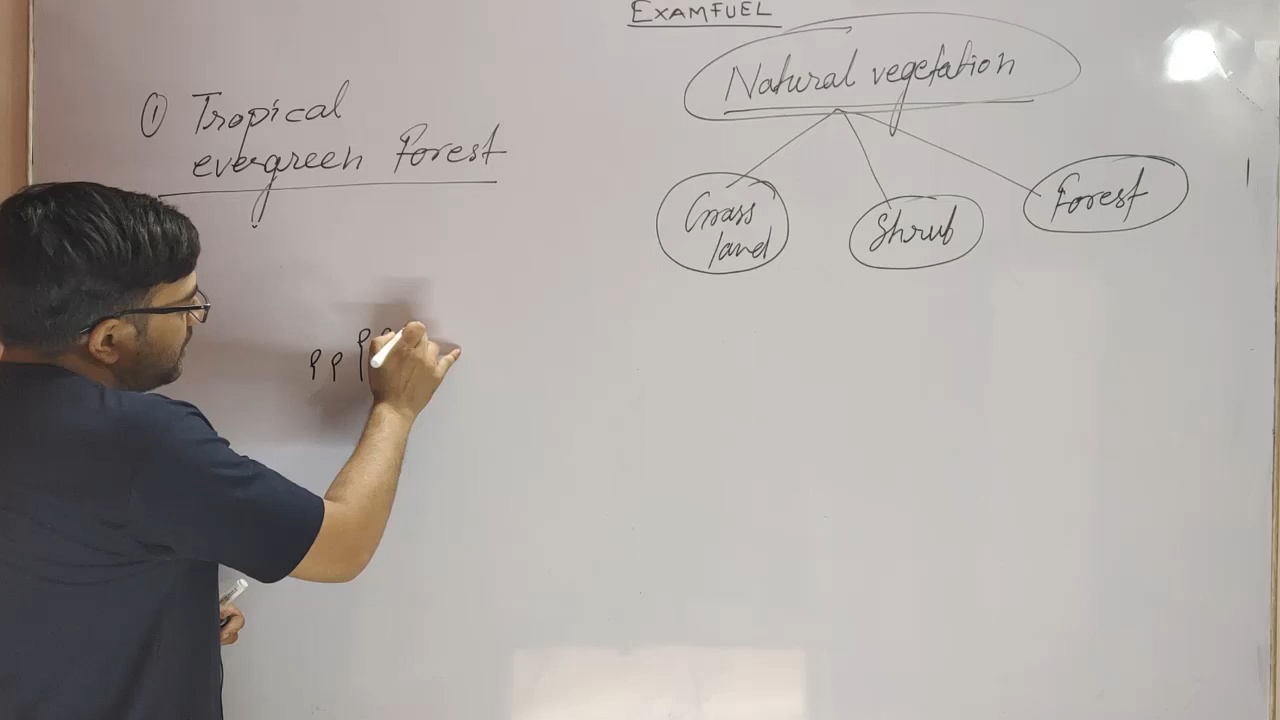 EXAMFUEL
Natural vegetation
Grass
land
Shrub
Forest
① Tropical
evergreen Forest